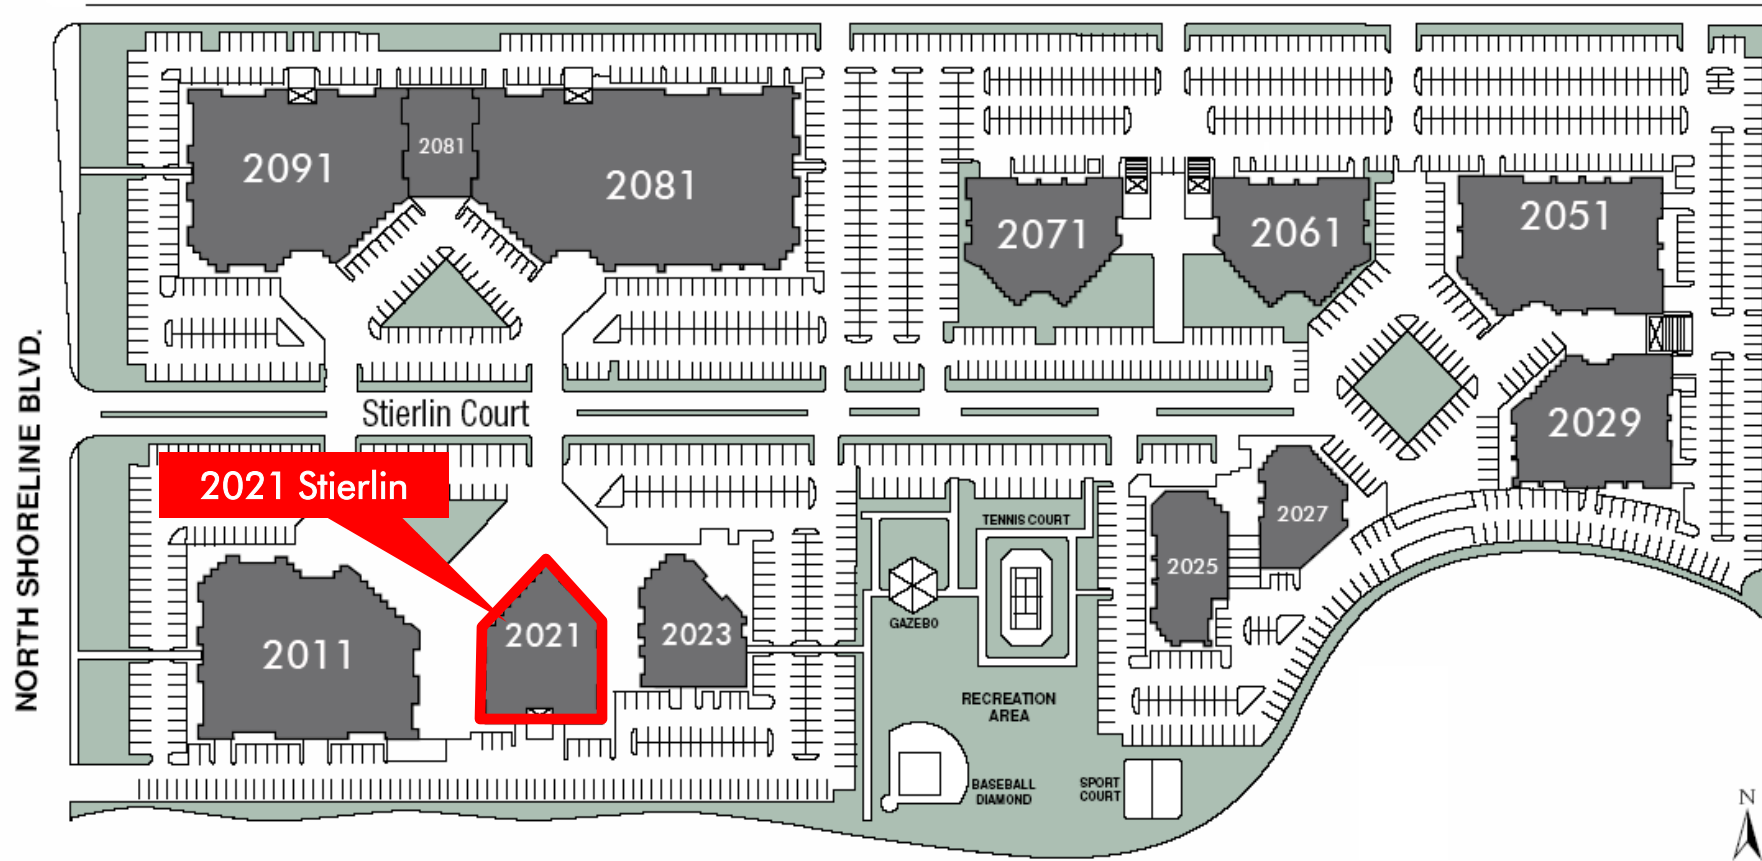 2091
2081
2081
2071
2061
2051
NORTH SHORELINE BLVD.
Stierlin Court
2029
2021 Stierlin
2027
TENNIS COURT
2025
GAZEBO
2011
2021
2023
RECREATION
AREA
BASEBALL
DIAMOND
SPORT
COURT
N